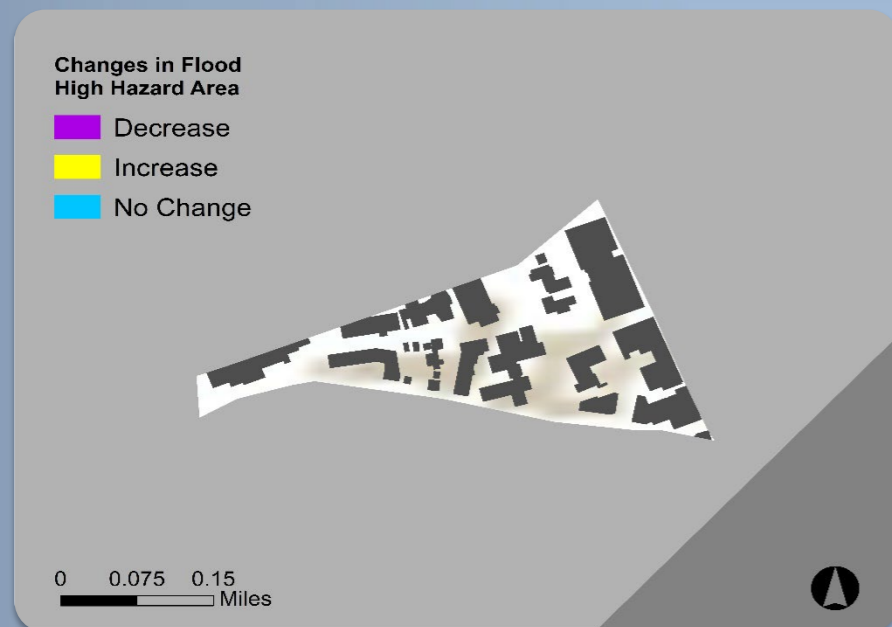 Changes in Flood
High Hazard Area
Decrease
Increase
No Change
0 0.075 0.15
Miles